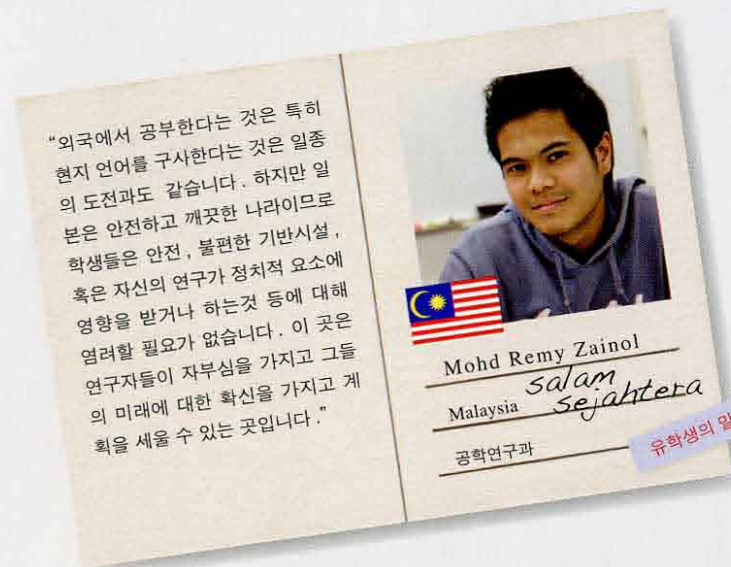 “외국에서 공부한다는 것은 특히
현지 언어를 구사한다는 것은 일종
의 도전과도 같습니다. 하지만 일
본은 안전하고 깨끗한 나라이므로
학생들은 안전, 불편한 기반시설,
혹은 자신의 연구가 정치적 요소에
영향을 받거나 하는것 등에 대해
염려할 필요가 없습니다. 이 곳은
연구자들이 자부심을 가지고 그들
의 미래에 대한 확신을 가지고 계
획을 세울 수 있는 곳입니다.”
Mohd Remy Zainol
Malaysia
salam
sejahtera
공학연구과
유학생의